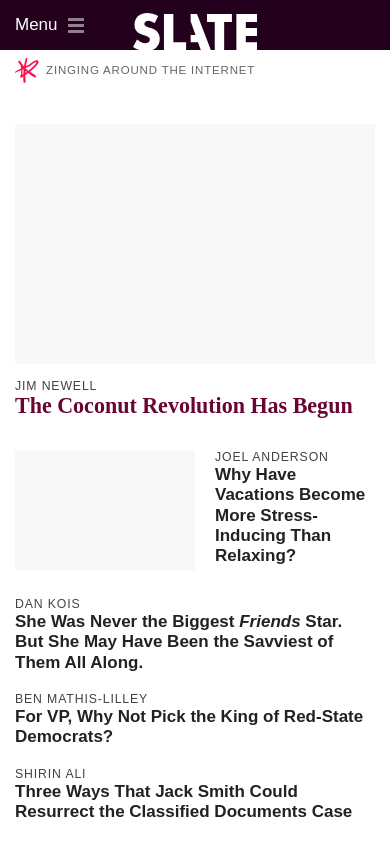 Menu
SLATE
ZINGING AROUND THE INTERNET
JIM NEWELL
The Coconut Revolution Has Begun
JOEL ANDERSON
Why Have
Vacations Become
More Stress-
Inducing Than
Relaxing?
DAN KOIS
She Was Never the Biggest Friends Star.
But She May Have Been the Savviest of
Them All Along.
BEN MATHIS-LILLEY
For VP, Why Not Pick the King of Red-State
Democrats?
SHIRIN ALI
Three Ways That Jack Smith Could
Resurrect the Classified Documents Case